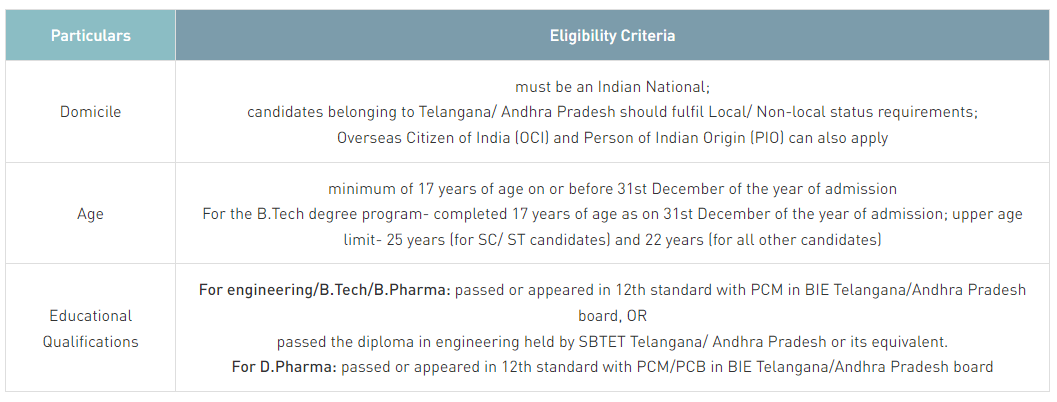 Particulars
Eligibility Criteria
Domicile
must be an Indian National;
candidates belonging to Telangana/ Andhra Pradesh should fulfil Local/ Non-local status requirements;
Overseas Citizen of India (OCI) and Person of Indian Origin (PIO) can also apply
Age
minimum of 17 years of age on or before 31st December of the year of admission
For the B.Tech degree program- completed 17 years of age as on 31st December of the year of admission; upper age
limit- 25 years (for SC/ ST candidates) and 22 years (for all other candidates)
Educational
Qualifications
For engineering/B.Tech/B.Pharma: passed or appeared in 12th standard with PCM in BIE Telangana/Andhra Pradesh
board, OR
passed the diploma in engineering held by SBTET Telangana/ Andhra Pradesh or its equivalent.
For D.Pharma: passed or appeared in 12th standard with PCM/PCB in BIE Telangana/Andhra Pradesh board